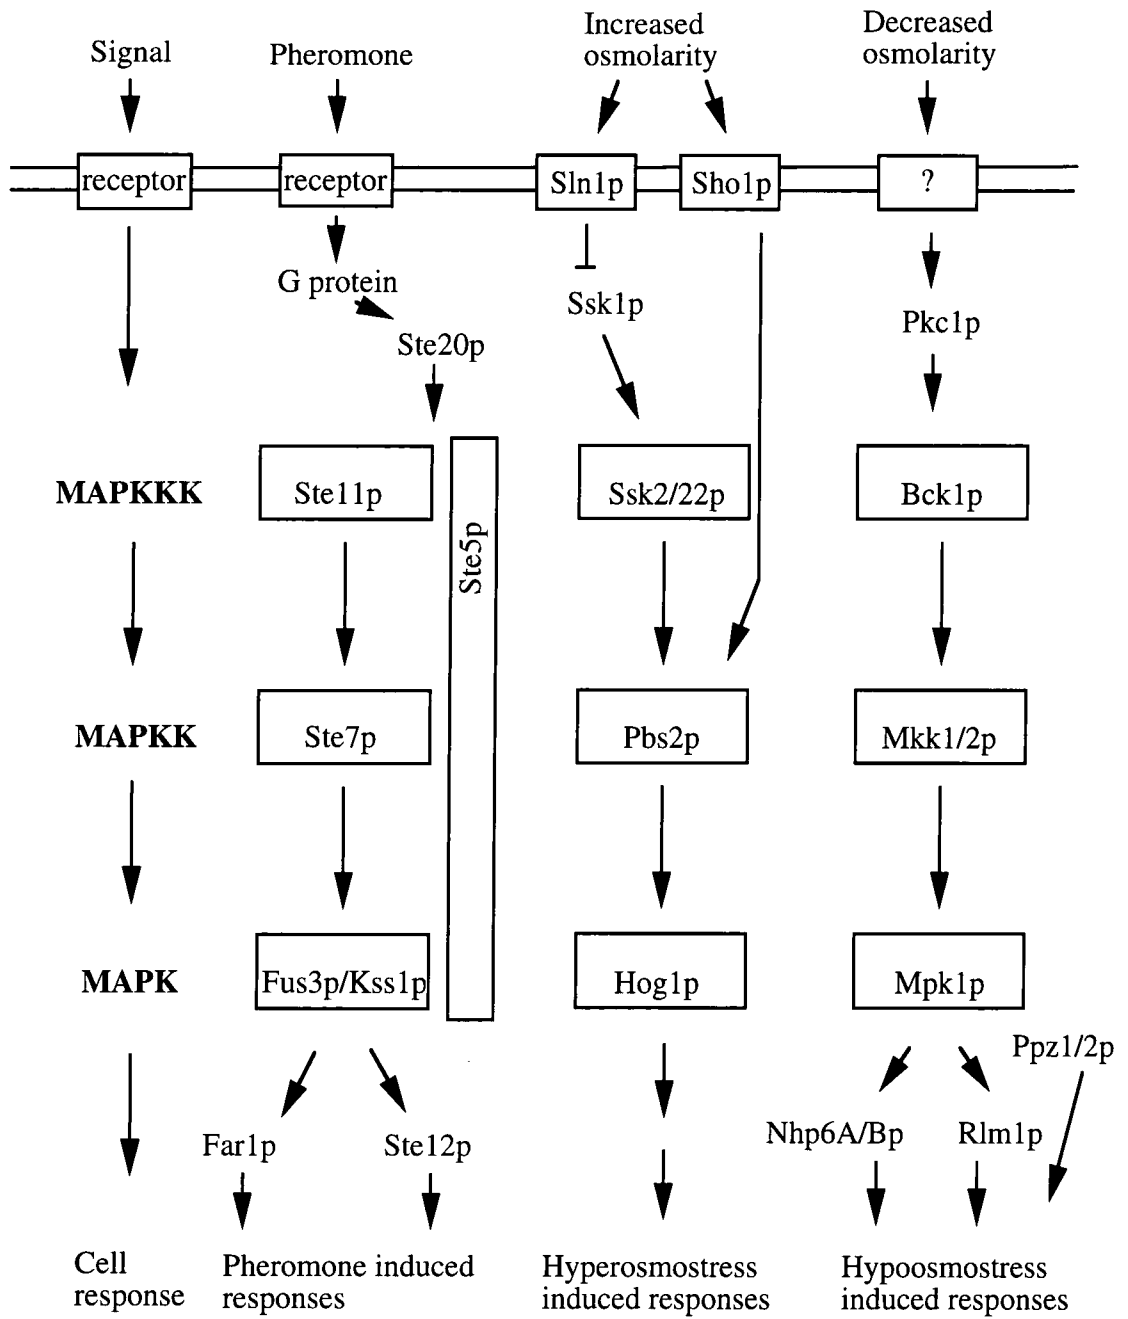 Signal
Pheromone
Increased
osmolarity
Decreased
osmolarity
receptor
receptor
Sln1p
Sho1p
?
G protein
Ste20p
Ssk1p
Pkc1p
MAPKKK
Ste11p
Ste5p
Ssk2/22p
Bck1p
MAPKK
Ste7p
Pbs2p
Mkk1/2p
MAPK
Fus3p/Kss1p
Hog1p
Mpk1p
Ppz1/2p
Far1p
Ste12p
Nhp6A/Bp
Rlm1p
Cell
response
Pheromone induced
responses
Hyperosmostress
induced responses
Hypoosmostress
induced responses